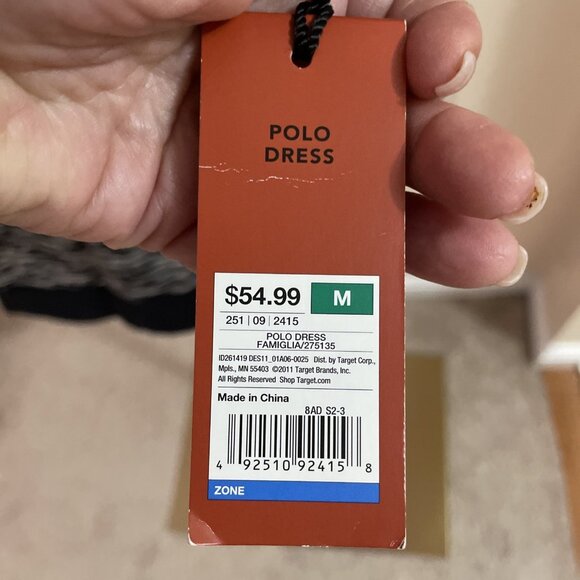 POLO
DRESS
$54.99 M
251 | 09 | 2415
POLO DRESS
FAMIGLIA/275135
ID261419 DES11_01A06-0025 Dist. by Target Corp.,
Mpls., MN 55403 ©2011 Target Brands, Inc.
All Rights Reserved Shop Target.com
Made in China
8AD S2-3
4 92510 92415 8
ZONE